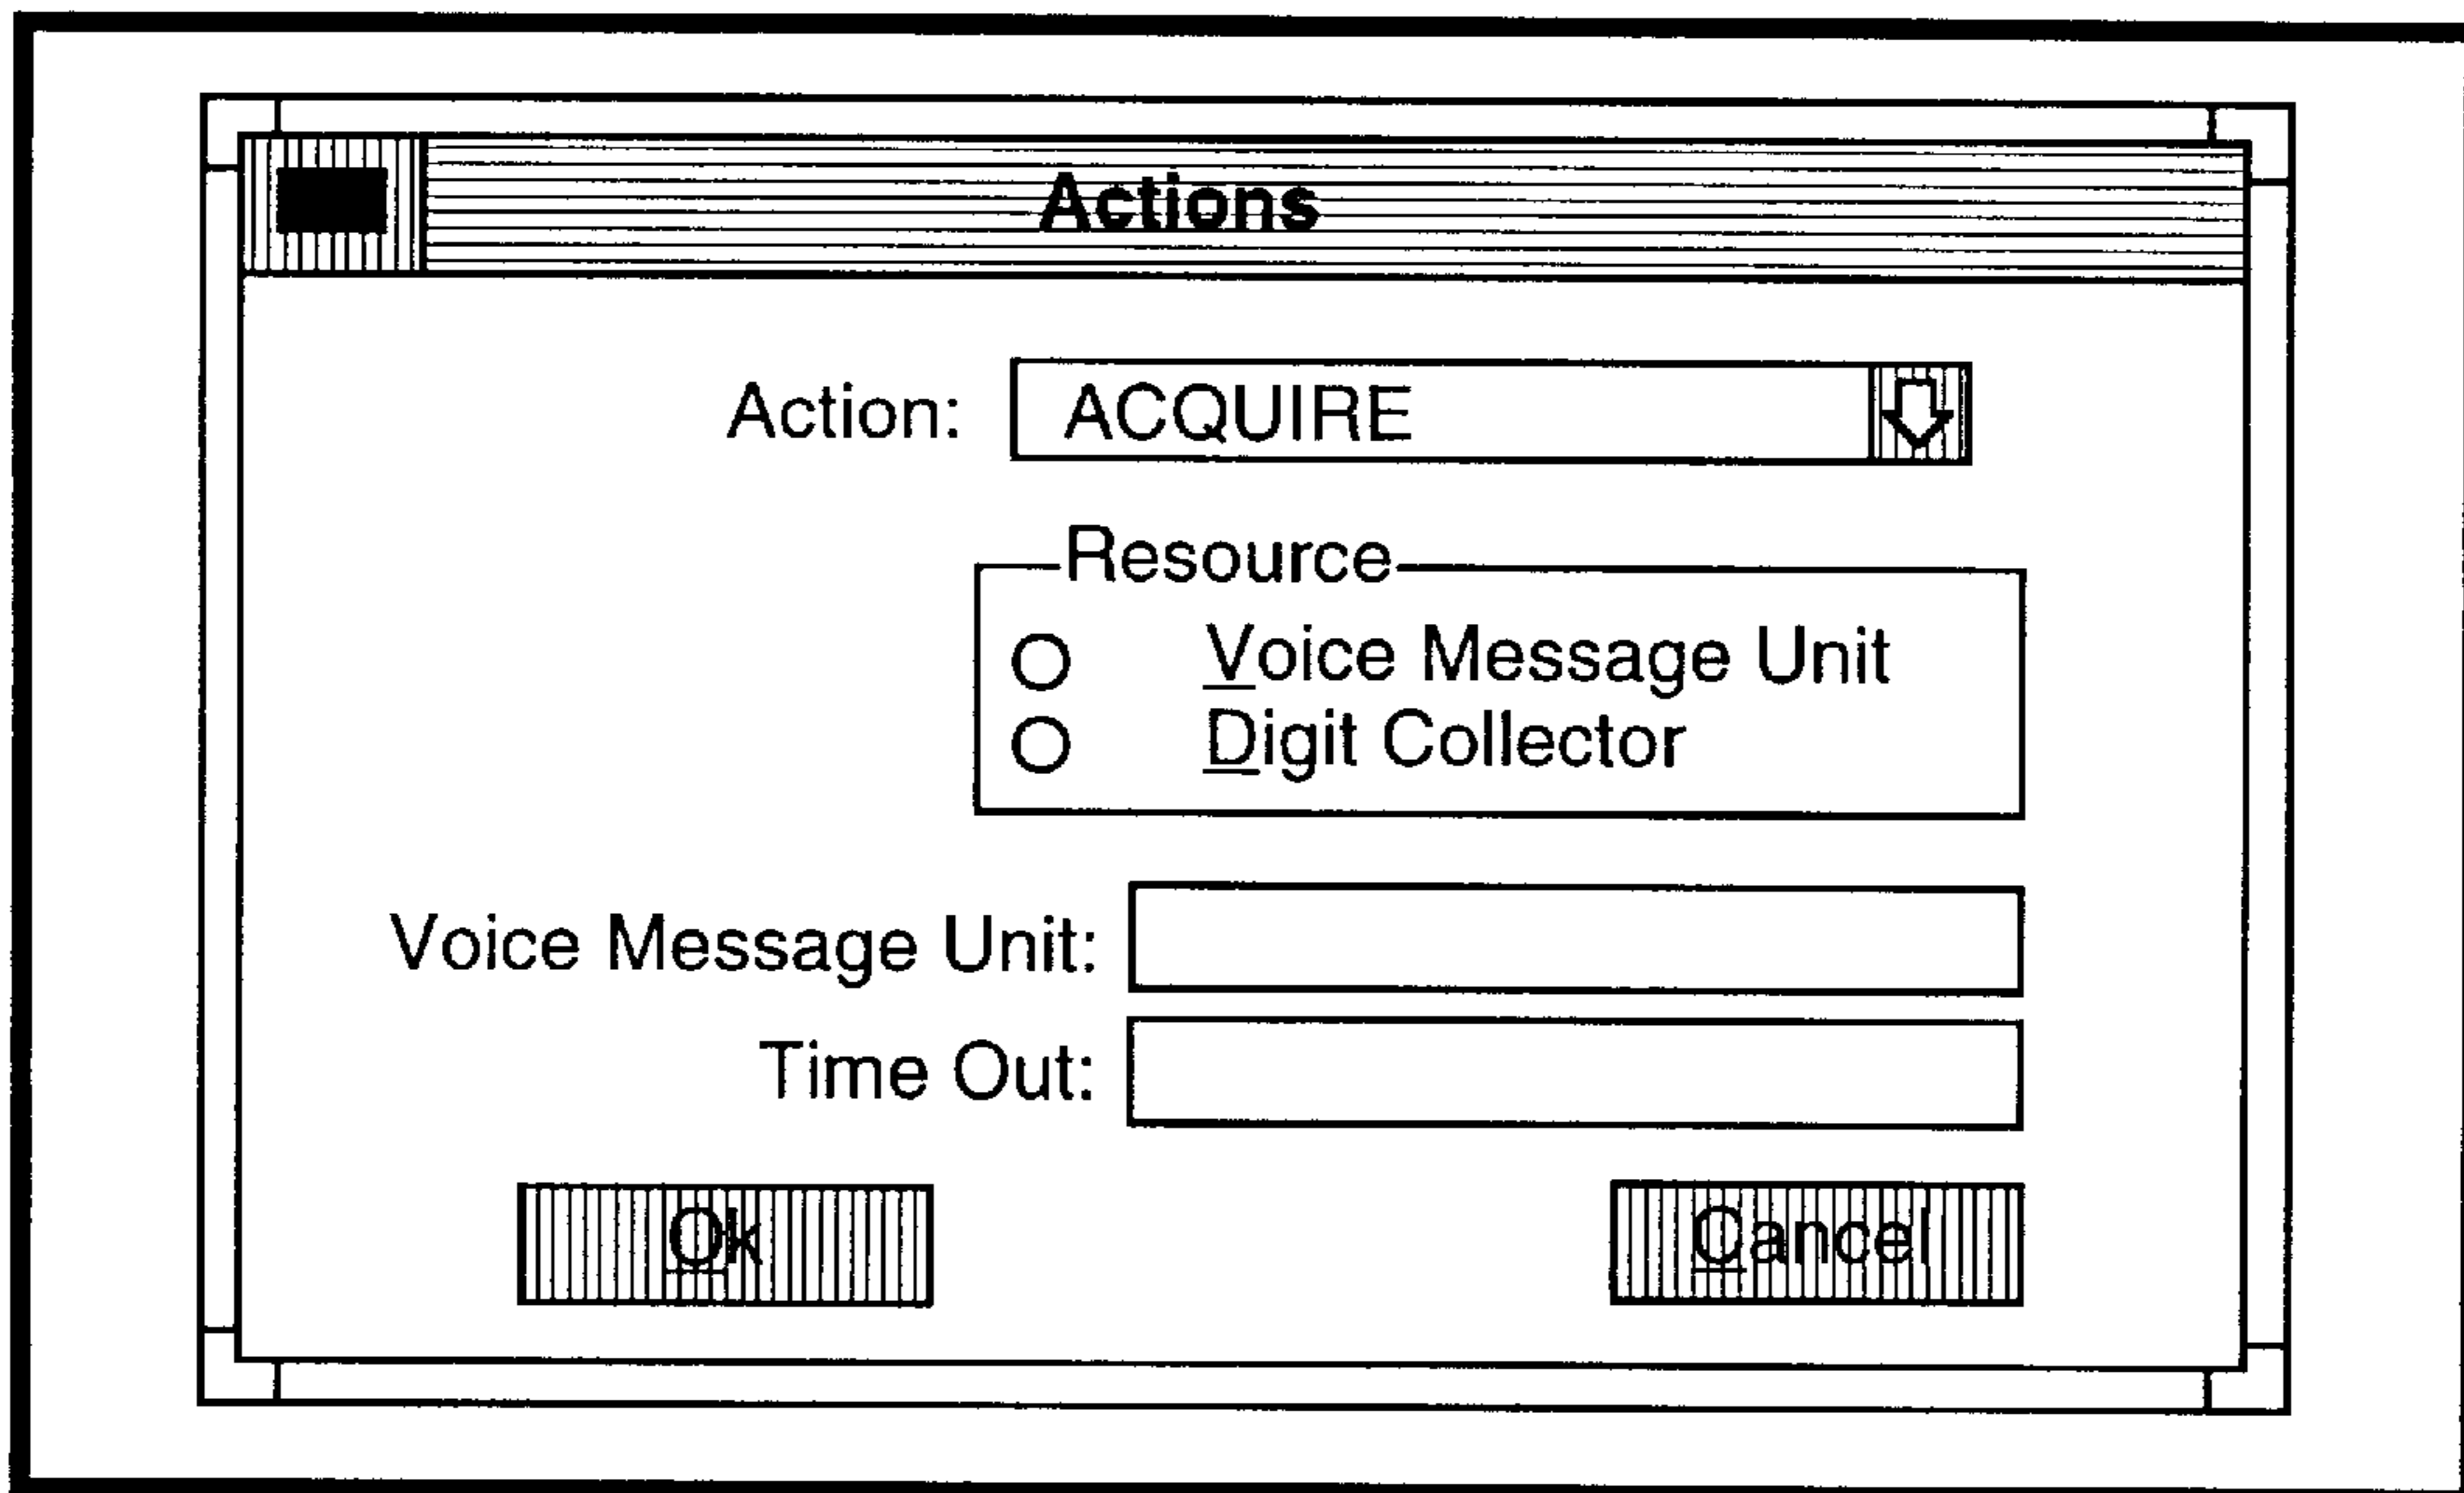 Actions
Action: ACQUIRE
Resource
Voice Message Unit
Digit Collector
Voice Message Unit:
Time Out:
Ok Cancel